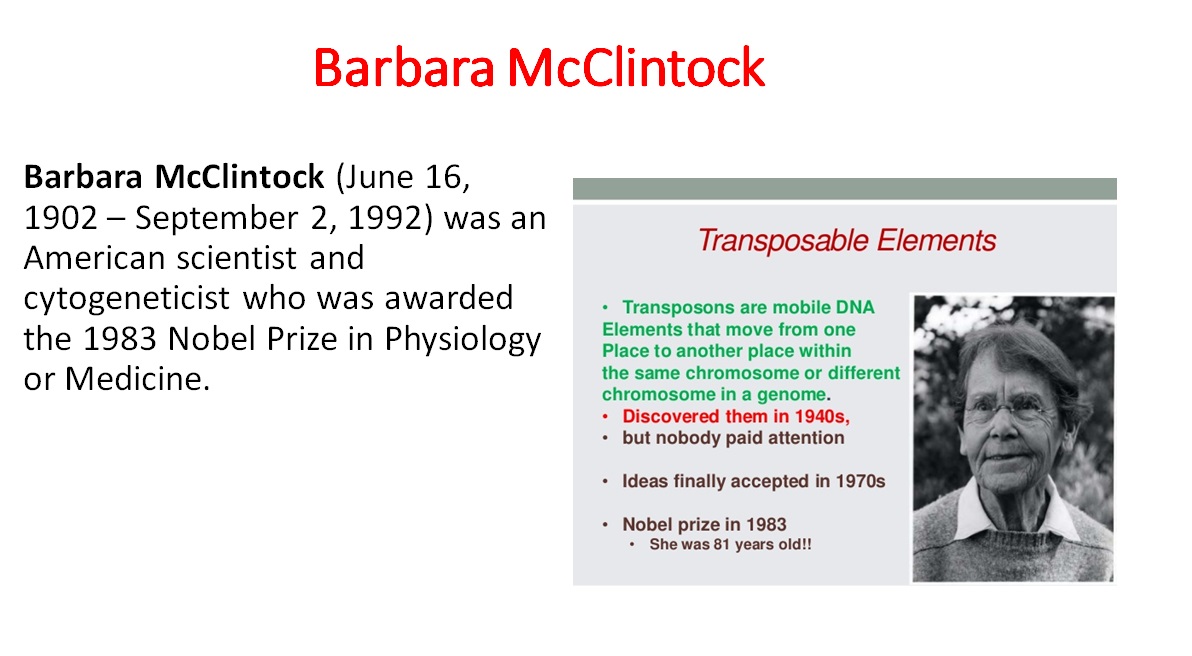 Barbara McClintock
Barbara McClintock (June 16,
1902 – September 2, 1992) was an
American scientist and
cytogeneticist who was awarded
the 1983 Nobel Prize in Physiology
or Medicine.
Transposable Elements
• Transposons are mobile DNA
Elements that move from one
Place to another place within
the same chromosome or different
chromosome in a genome.
• Discovered them in 1940s,
• but nobody paid attention
• Ideas finally accepted in 1970s
• Nobel prize in 1983
• She was 81 years old!!